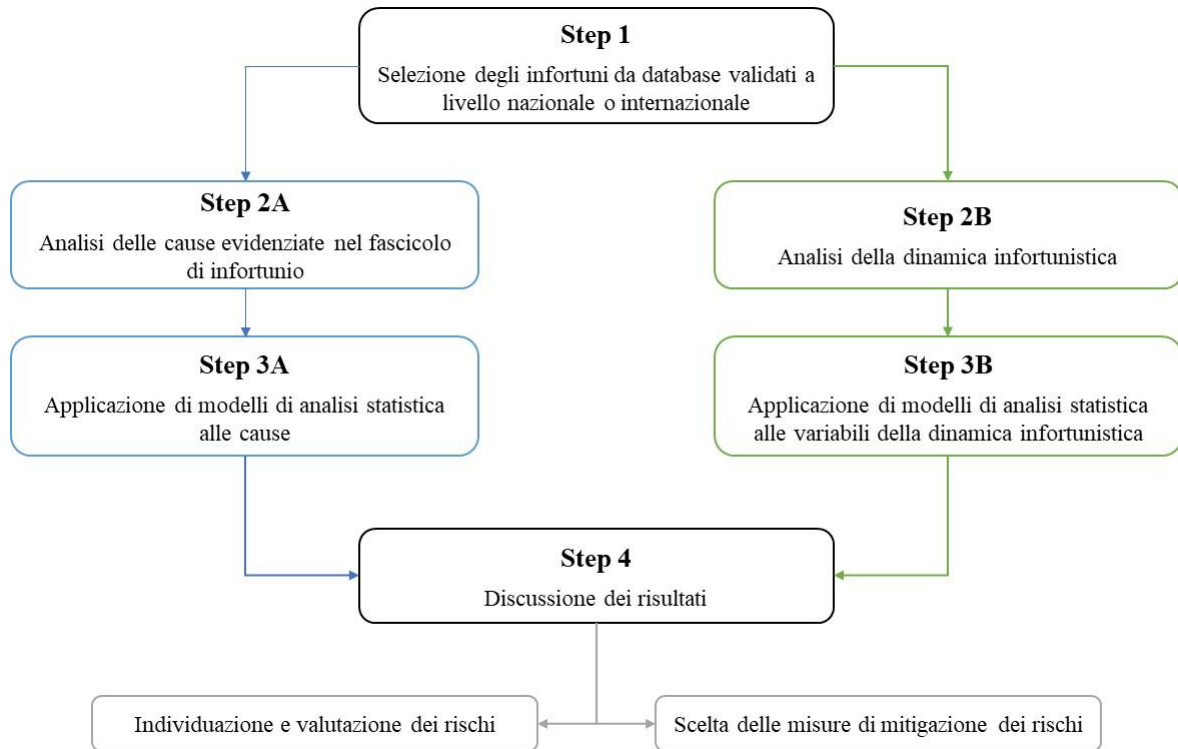 Step 1
Selezione degli infortuni da database validati a
livello nazionale o internazionale
Step 2A
Analisi delle cause evidenziate nel fascicolo
di infortunio
Step 2B
Analisi della dinamica infortunistica
Step 3A
Applicazione di modelli di analisi statistica
alle cause
Step 3B
Applicazione di modelli di analisi statistica
alle variabili della dinamica infortunistica
Step 4
Discussione dei risultati
Individuazione e valutazione dei rischi
Scelta delle misure di mitigazione dei rischi